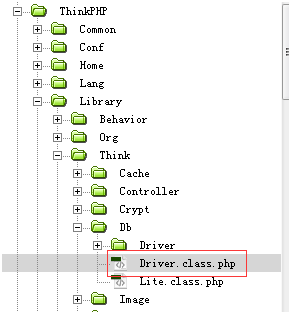 ThinkPHP
Common
Conf
Home
Lang
Library
Behavior
Org
Think
Cache
Controller
Crypt
Db
Driver
Driver.class.php
Lite.class.php
Image